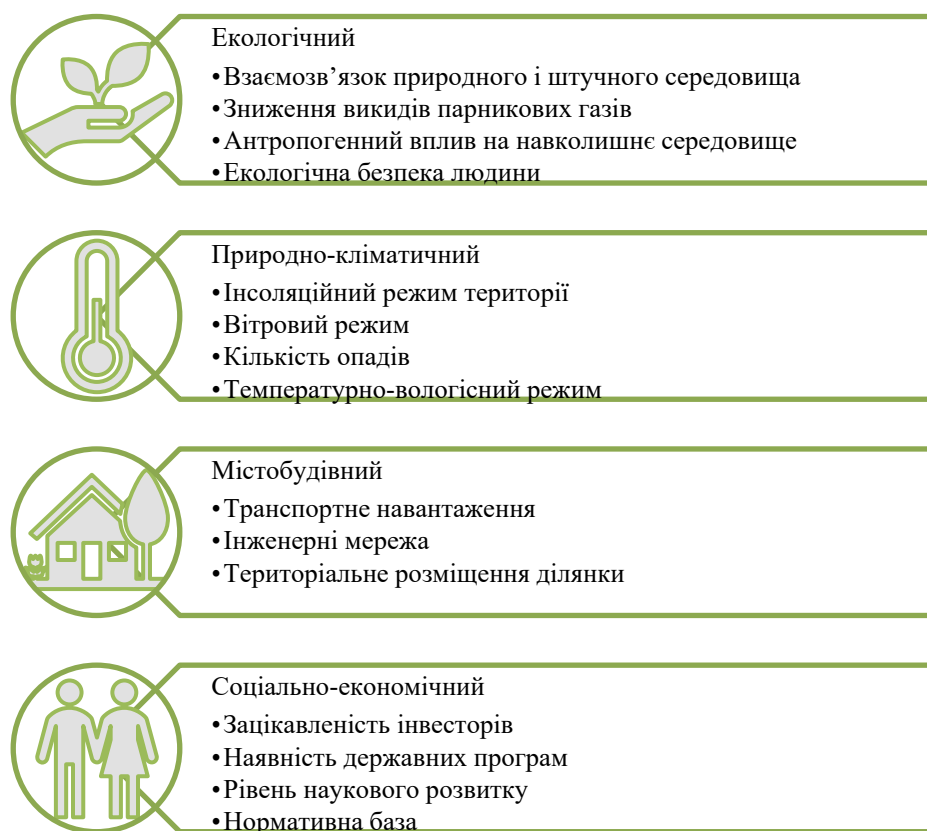 Екологічний
•Взаємозв’язок природного і штучного середовища
•Зниження викидів парникових газів
•Антропогенний вплив на навколишнє середовище
•Екологічна безпека людини
Природно-кліматичний
•Інсоляційний режим території
•Вітровий режим
•Кількість опадів
•Температурно-вологісний режим
Містобудівний
•Транспортне навантаження
•Інженерні мережа
•Територіальне розміщення ділянки
Соціально-економічний
•Зацікавленість інвесторів
•Наявність державних програм
•Рівень наукового розвитку
•Нормативна база